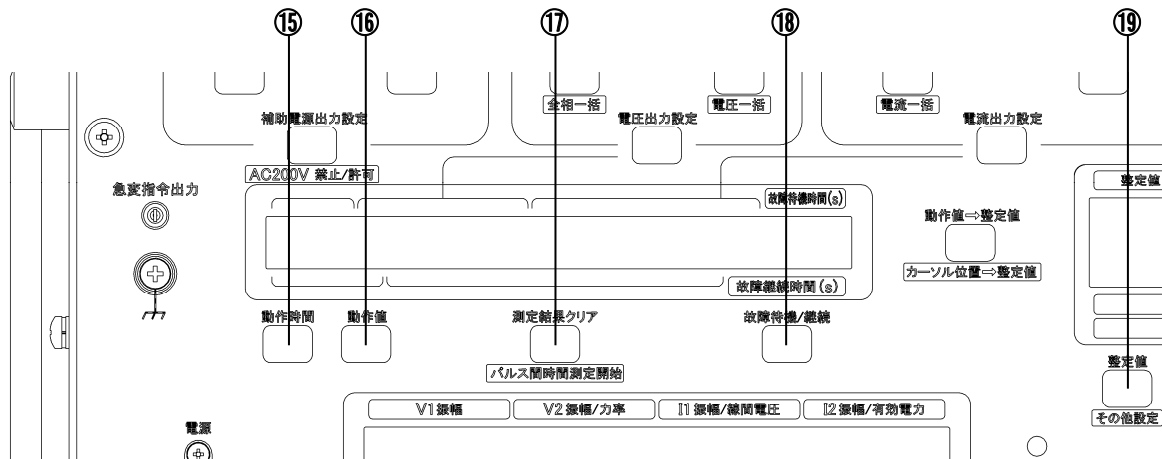 ⑮ ⑯ ⑰ ⑱ ⑲
全相一括 電圧一括 電流一括
補助電源出力設定 電圧出力設定 電流出力設定
AC200V 禁止/許可
急変指令出力
故障待機時間(s)
整定値
動作値⇨整定値
カーソル位置⇨整定値
故障継続時間(s)
動作時間 動作値 測定結果クリア 故障待機/継続
パルス間時間測定開始
整定値
V1振幅 V2振幅/力率 I1振幅/線間電圧 I2振幅/有効電力
その他設定
電源